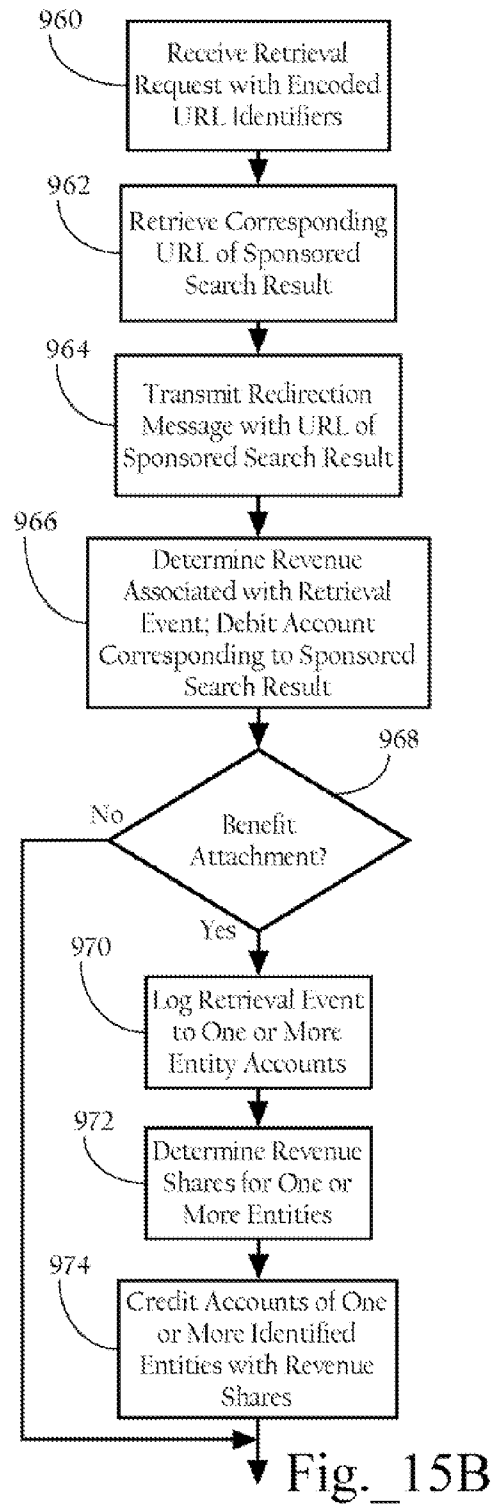 960
Receive Retrieval
Request with Encoded
URL Identifiers
962
Retrieve Corresponding
URL of Sponsored
Search Result
964
Transmit Redirection
Message with URL of
Sponsored Search Result
966
Determine Revenue
Associated with Retrieval
Event; Debit Account
Corresponding to Sponsored
Search Result
968
No
Benefit
Attachment?
Yes
970
Log Retrieval Event
to One or More
Entity Accounts
972
Determine Revenue
Shares for One or
More Entities
974
Credit Accounts of One
or More Identified
Entities with Revenue
Shares
Fig._15B